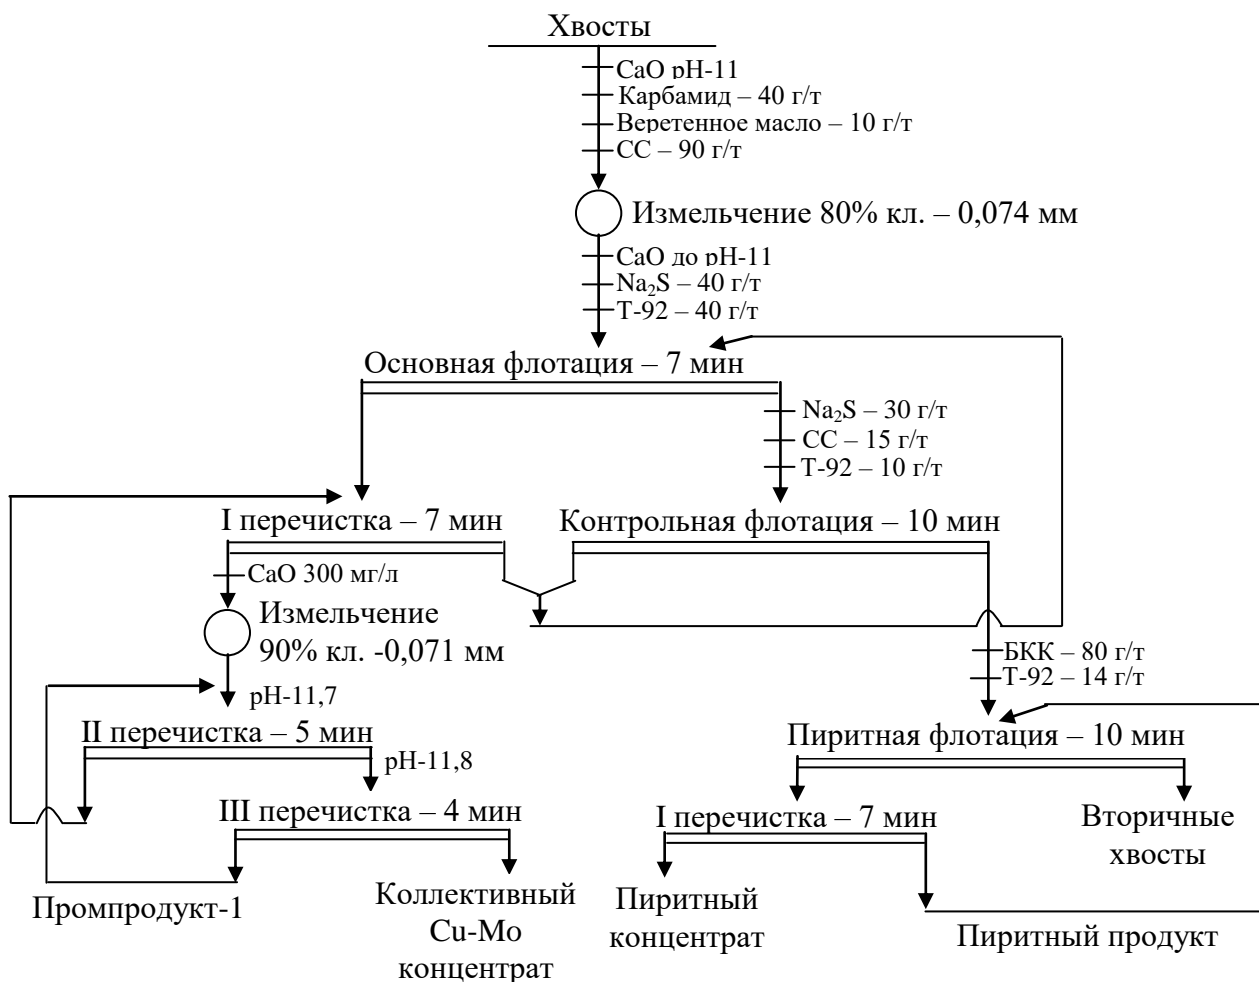 Хвосты
CaO pH-11
Карбамид – 40 г/т
Веретенное масло – 10 г/т
СС – 90 г/т
Измельчение 80% кл. – 0,074 мм
CaO до pH-11
Na₂S – 40 г/т
Т-92 – 40 г/т
Основная флотация – 7 мин
Na₂S – 30 г/т
СС – 15 г/т
Т-92 – 10 г/т
I перечистка – 7 мин
Контрольная флотация – 10 мин
CaO 300 мг/л
Измельчение
90% кл. -0,071 мм
БКК – 80 г/т
Т-92 – 14 г/т
pH-11,7
II перечистка – 5 мин
Пиритная флотация – 10 мин
pH-11,8
III перечистка – 4 мин
I перечистка – 7 мин
Вторичные
хвосты
Промпродукт-1
Коллективный
Cu-Mo
концентрат
Пиритный
концентрат
Пиритный продукт